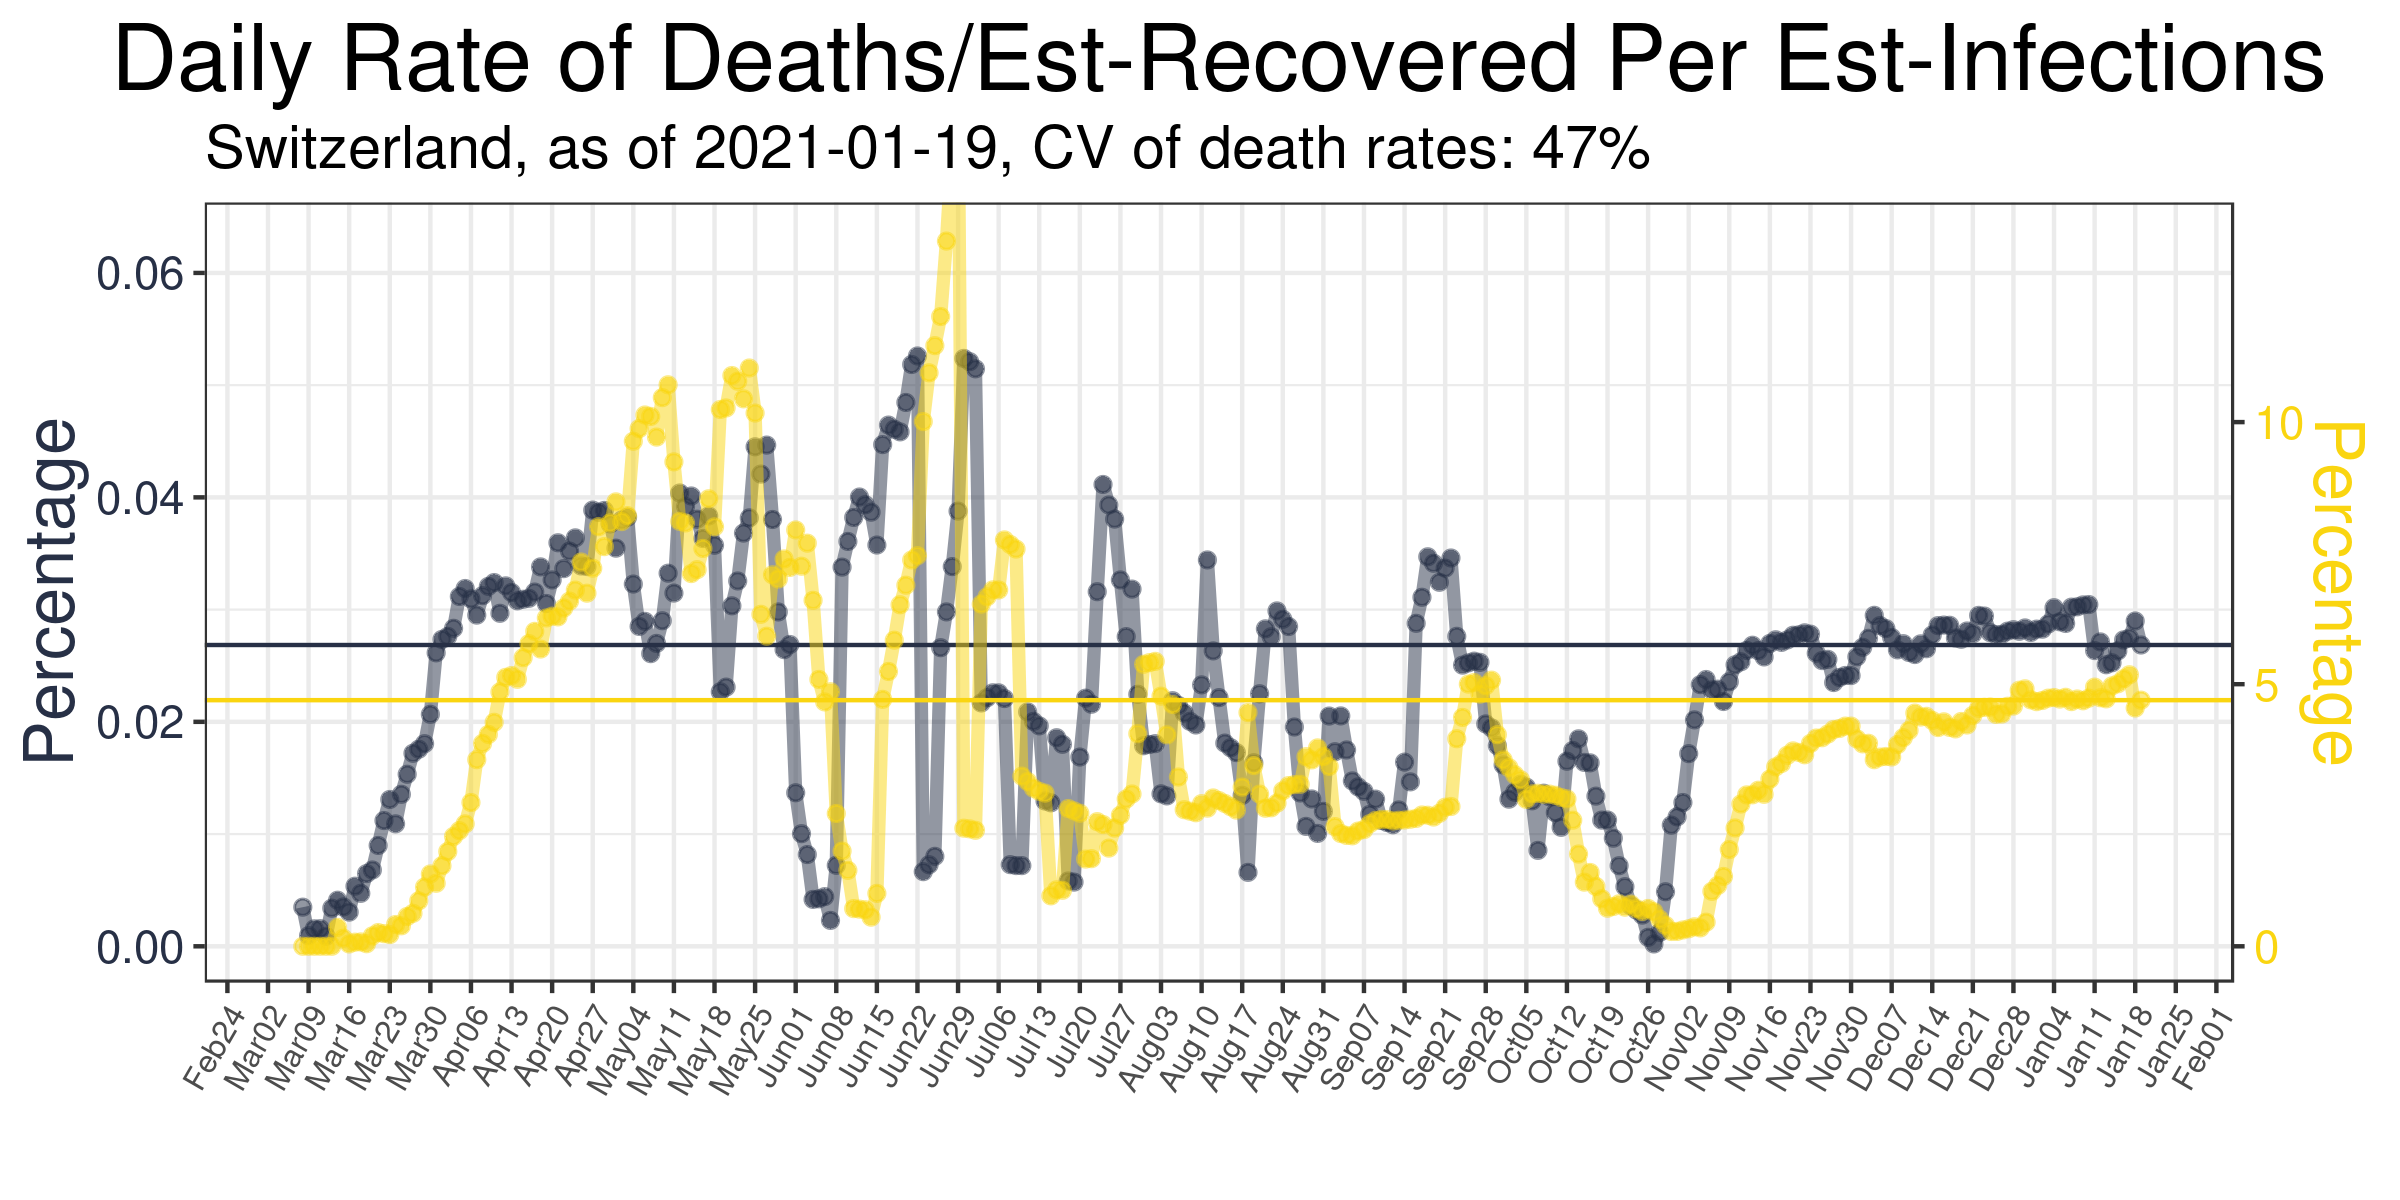 Daily Rate of Deaths/Est-Recovered Per Est-Infections
Switzerland, as of 2021-01-19, CV of death rates: 47%
Percentage
0.06
0.04
0.02
0.00
10
5
0
Percentage
Feb24
Mar02
Mar09
Mar16
Mar23
Mar30
Apr06
Apr13
Apr20
Apr27
May04
May11
May18
May25
Jun01
Jun08
Jun15
Jun22
Jun29
Jul06
Jul13
Jul20
Jul27
Aug03
Aug10
Aug17
Aug24
Aug31
Sep07
Sep14
Sep21
Sep28
Oct05
Oct12
Oct19
Oct26
Nov02
Nov09
Nov16
Nov23
Nov30
Dec07
Dec14
Dec21
Dec28
Jan04
Jan11
Jan18
Jan25
Feb01